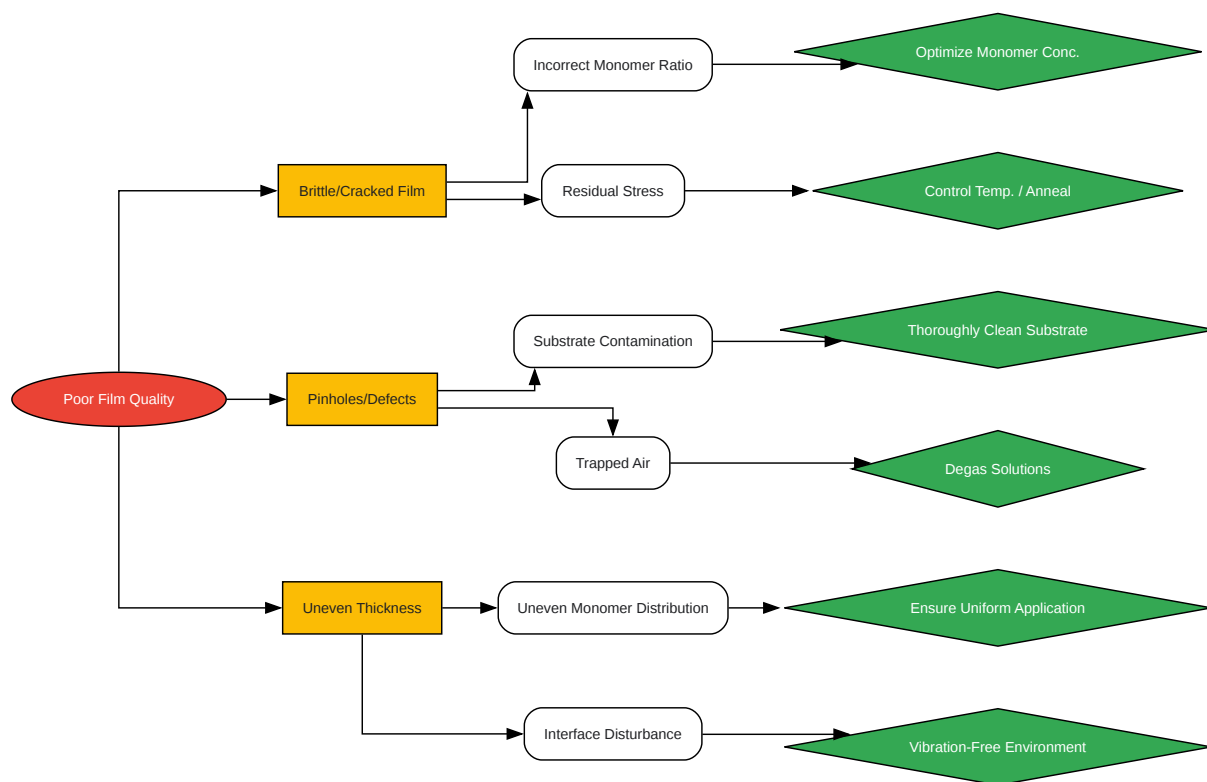 Optimize Monomer Conc.
Incorrect Monomer Ratio
Brittle/Cracked Film
Residual Stress
Control Temp. / Anneal
Substrate Contamination
Thoroughly Clean Substrate
Poor Film Quality
Pinholes/Defects
Trapped Air
Degas Solutions
Uneven Thickness
Uneven Monomer Distribution
Ensure Uniform Application
Interface Disturbance
Vibration-Free Environment